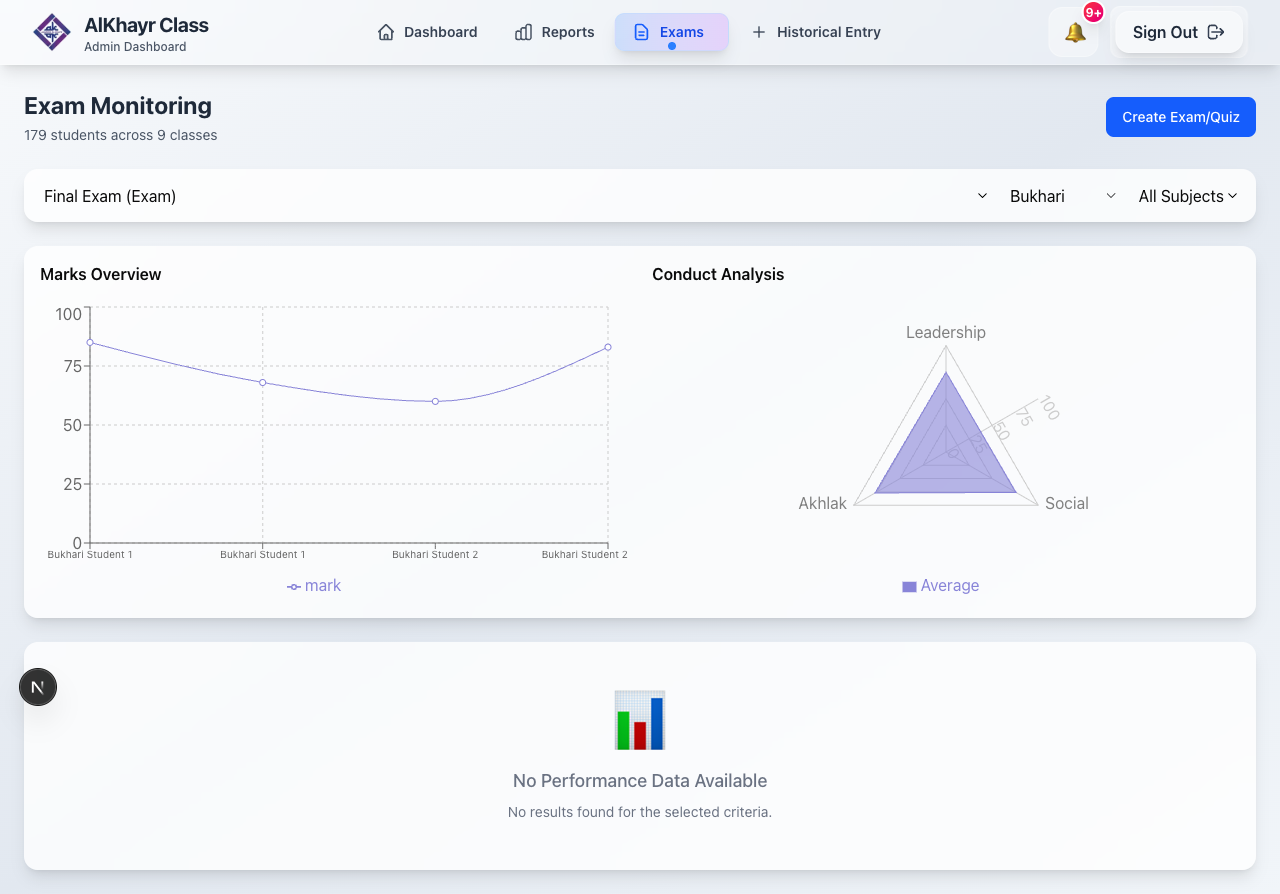 AlKhayr Class
Admin Dashboard
Dashboard
Reports
Exams
Historical Entry
9+
Sign Out
Exam Monitoring
179 students across 9 classes
Create Exam/Quiz
Final Exam (Exam)
Bukhari
All Subjects
Marks Overview
100
75
50
25
0
Bukhari Student 1
Bukhari Student 1
Bukhari Student 2
Bukhari Student 2
mark
Conduct Analysis
Leadership
100
75
50
25
0
Akhlak
Social
Average
N
No Performance Data Available
No results found for the selected criteria.